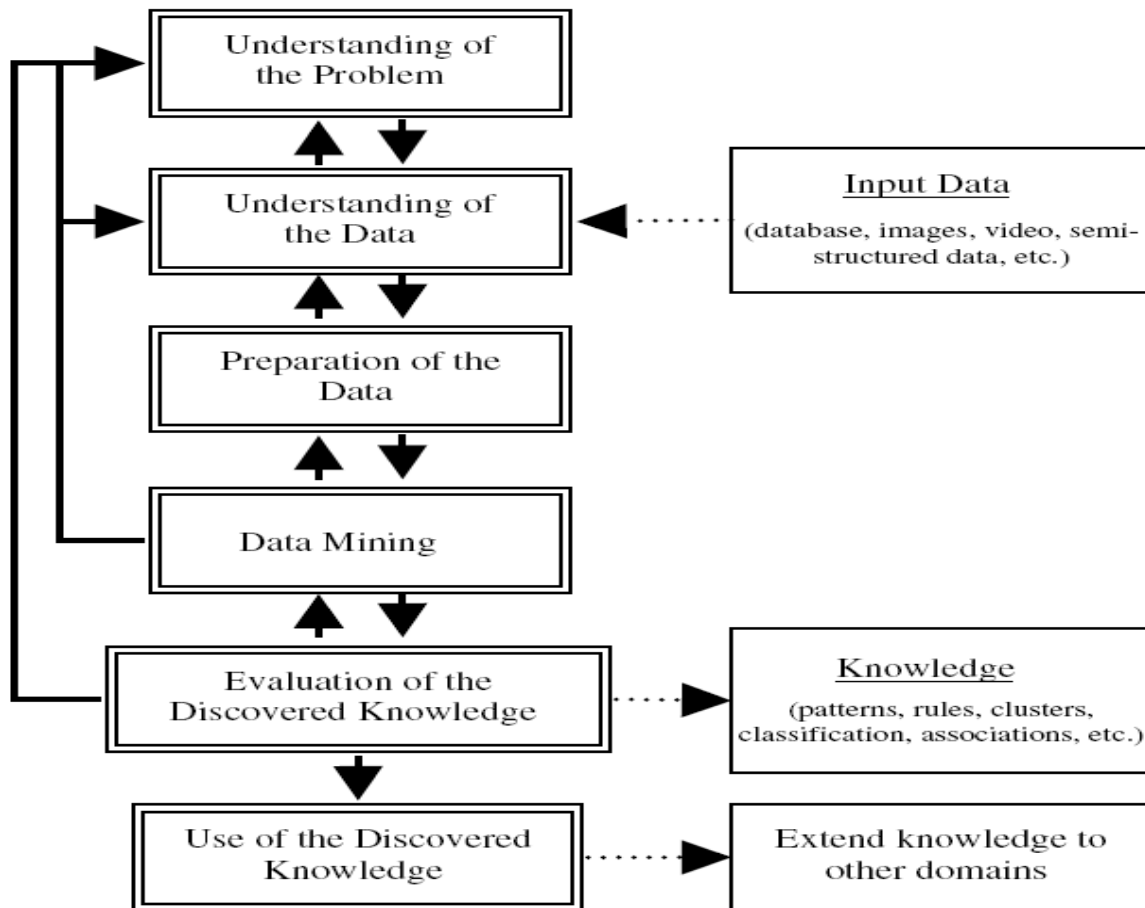 Understanding of
the Problem
Understanding of
the Data
Input Data
(database, images, video, semi-
structured data, etc.)
Preparation of the
Data
Data Mining
Evaluation of the
Discovered Knowledge
Knowledge
(patterns, rules, clusters,
classification, associations, etc.)
Use of the Discovered
Knowledge
Extend knowledge to
other domains